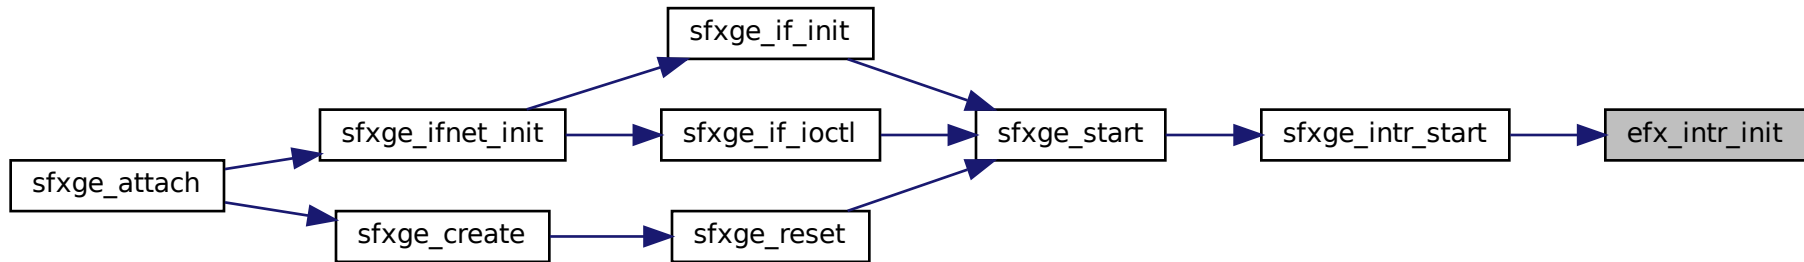 sfxge_if_init
sfxge_ifnet_init
sfxge_if_ioctl
sfxge_start
sfxge_intr_start
efx_intr_init
sfxge_attach
sfxge_create
sfxge_reset